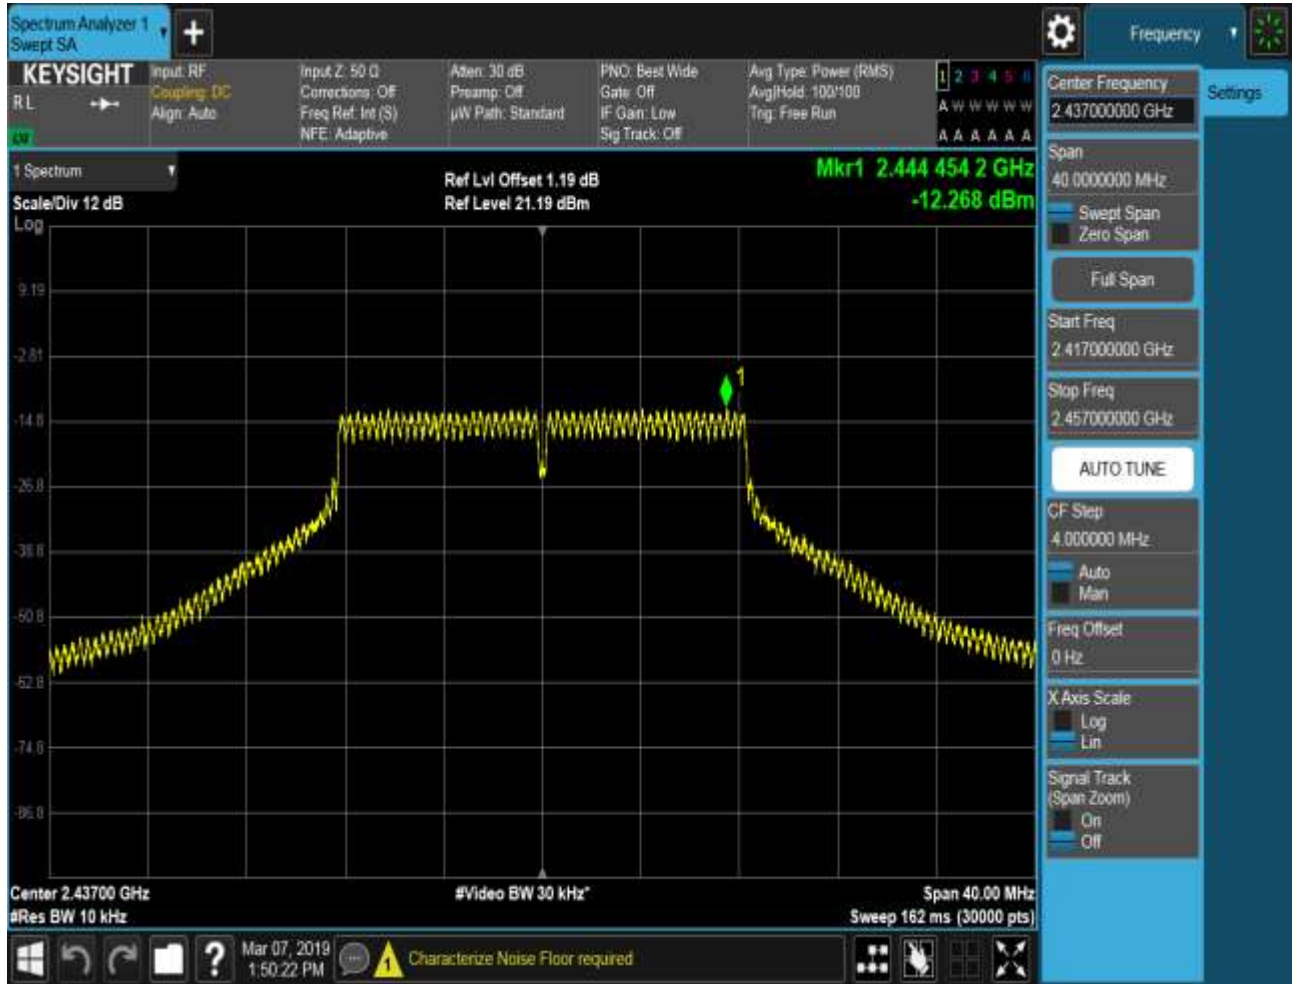 Spectrum Analyzer 1
Swept SA
Frequency
KEYSIGHT
RL
Input: RF
Coupling: DC
Align: Auto
Input Z: 50 Ω
Corrections: Off
Freq Ref: Int (S)
NFE: Adaptive
Atten: 30 dB
Preamp: Off
µW Path: Standard
PNO: Best Wide
Gate: Off
IF Gain: Low
Sig Track: Off
Avg Type: Power (RMS)
Avg|Hold: 100/100
Trig: Free Run
1 2 3 4 5 6
A W W W W W
A A A A A A
1 Spectrum
Scale/Div 12 dB
Log
Ref Lvl Offset 1.19 dB
Ref Level 21.19 dBm
Mkr1 2.444 454 2 GHz
-12.268 dBm
9.19
-2.81
-14.8
-26.8
-38.8
-50.8
-62.8
-74.8
-86.8
1
Center 2.43700 GHz
#Res BW 10 kHz
#Video BW 30 kHz*
Span 40.00 MHz
Sweep 162 ms (30000 pts)
Center Frequency
2.437000000 GHz
Settings
Span
40.0000000 MHz
Swept Span
Zero Span
Full Span
Start Freq
2.417000000 GHz
Stop Freq
2.457000000 GHz
AUTO TUNE
CF Step
4.000000 MHz
Auto
Man
Freq Offset
0 Hz
X Axis Scale
Log
Lin
Signal Track
(Span Zoom)
On
Off
?
Mar 07, 2019
1:50:22 PM
1
Characterize Noise Floor required